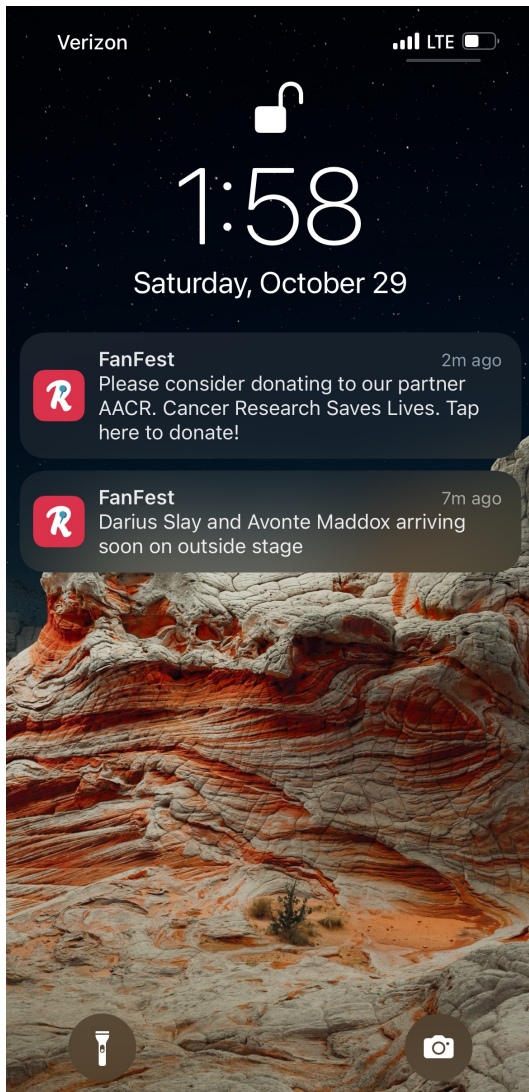 Verizon
LTE
1:58
Saturday, October 29
FanFest
2m ago
Please consider donating to our partner
AACR. Cancer Research Saves Lives. Tap
here to donate!
FanFest
7m ago
Darius Slay and Avonte Maddox arriving
soon on outside stage